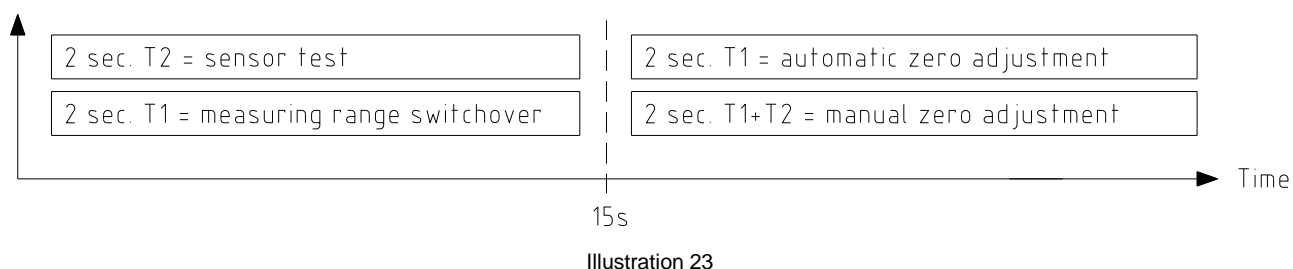 2 sec. T2 = sensor test
2 sec. T1 = automatic zero adjustment
2 sec. T1 = measuring range switchover
2 sec. T1+T2 = manual zero adjustment
Time
15s
Illustration 23